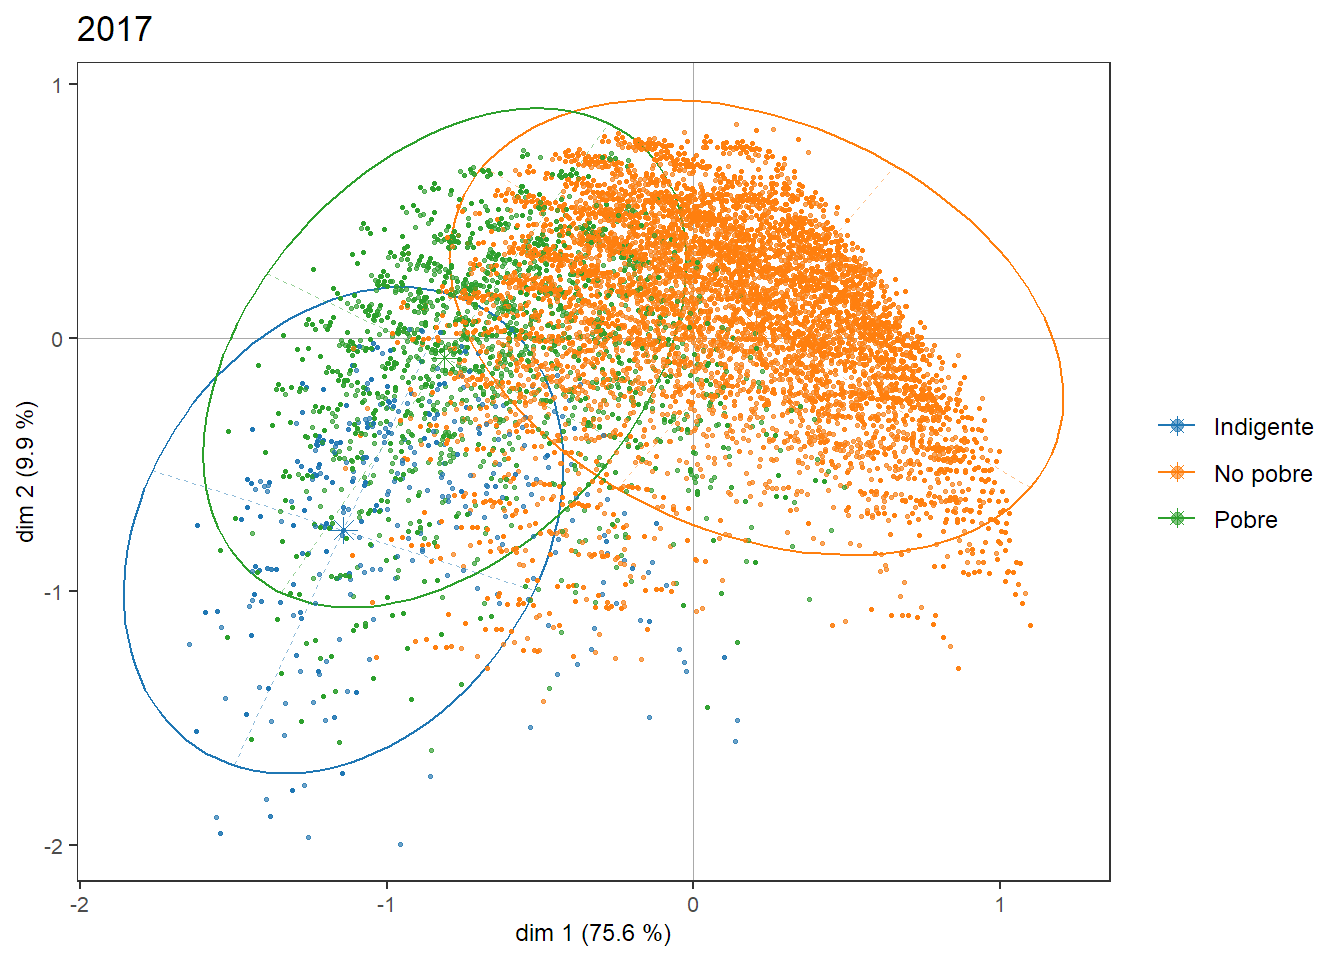 2017
1
0
-1
-2
dim 2 (9.9 %)
-2
-1
0
1
dim 1 (75.6 %)
Indigente
No pobre
Pobre